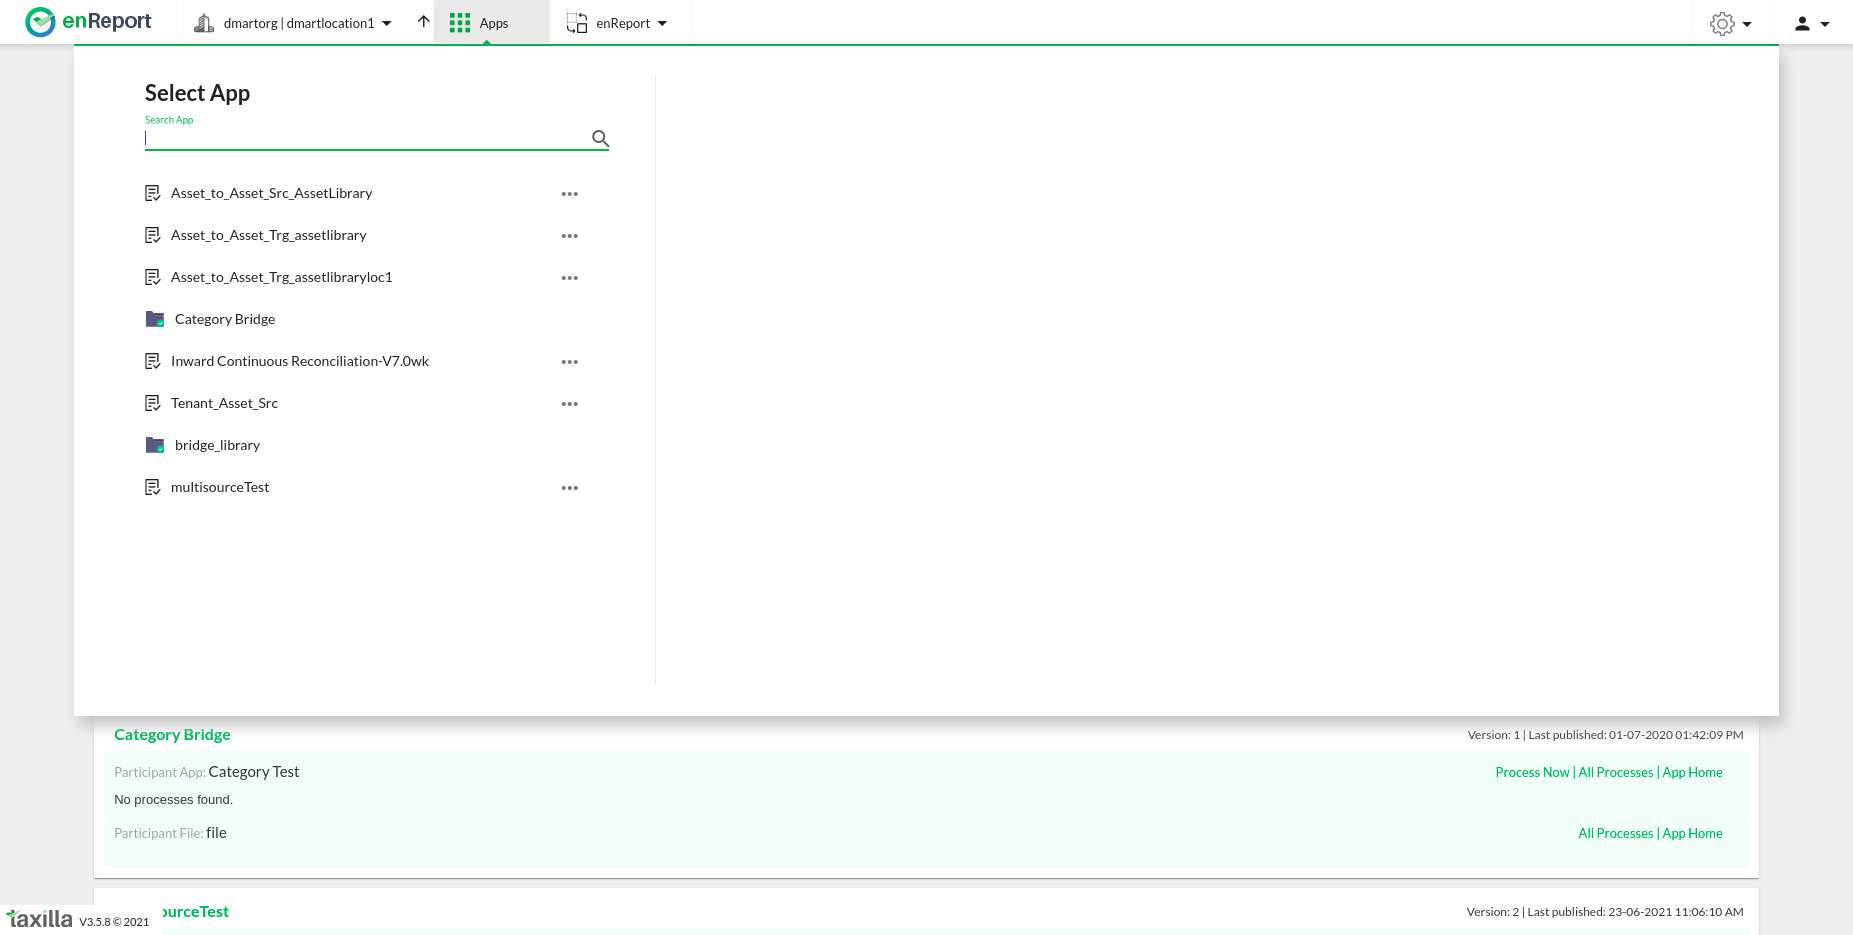 enReport
dmartorg | dmartlocation1
Apps
enReport
Select App
Search App
Asset_to_Asset_Src_AssetLibrary
Asset_to_Asset_Trg_assetlibrary
Asset_to_Asset_Trg_assetlibraryloc1
Category Bridge
Inward Continuous Reconciliation-V7.0wk
Tenant_Asset_Src
bridge_library
multisourceTest
Category Bridge
Version: 1 | Last published: 01-07-2020 01:42:09 PM
Participant App: Category Test
Process Now | All Processes | App Home
No processes found.
Participant File: file
All Processes | App Home
taxilla V3.5.8 © 2021
ourceTest
Version: 2 | Last published: 23-06-2021 11:06:10 AM